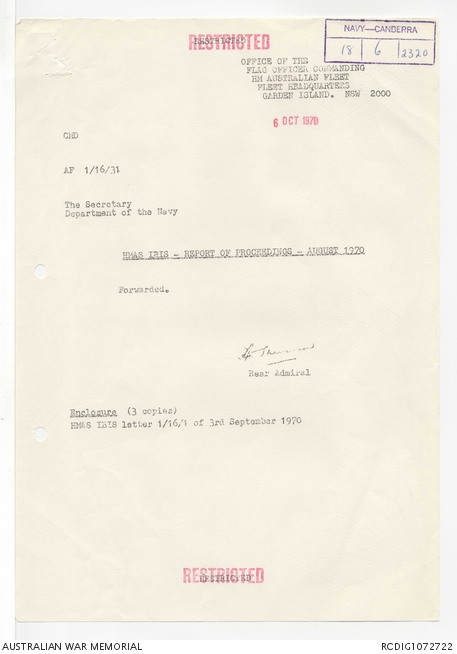 RESTRICTED
NAVY—CANBERRA
18 6 2320
OFFICE OF THE
FLAG OFFICER COMMANDING
HM AUSTRALIAN FLEET
FLEET HEADQUARTERS
GARDEN ISLAND. NSW 2000
6 OCT 1970
CHD
AF 1/16/31
The Secretary
Department of the Navy
HMAS IBIS - REPORT OF PROCEEDINGS - AUGUST 1970
Forwarded.
Rear Admiral
Enclosure (3 copies)
HMAS IBIS letter 1/16/1 of 3rd September 1970
RESTRICTED
AUSTRALIAN WAR MEMORIAL
RCDIG1072722